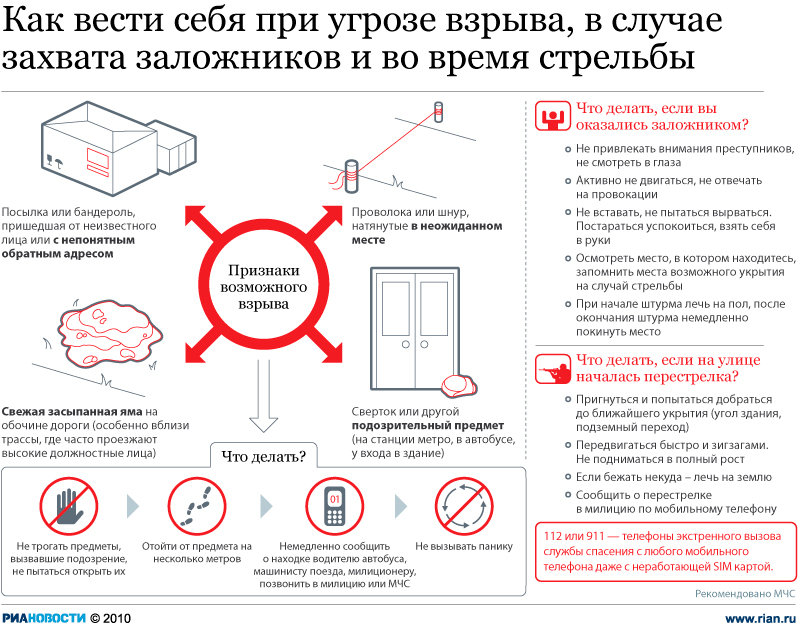 Как вести себя при угрозе взрыва, в случае
захвата заложников и во время стрельбы
Посылка или бандероль,
пришедшая от неизвестного
лица или с непонятным
обратным адресом
Проволока или шнур,
натянутые в неожиданном
месте
Признаки
возможного
взрыва
Свежая засыпанная яма на
обочине дороги (особенно вблизи
трассы, где часто проезжают
высокие должностные лица)
Сверток или другой
подозрительный предмет
(на станции метро, в автобусе,
у входа в здание)
Что делать?
Не трогать предметы,
вызвавшие подозрение,
не пытаться открыть их
Отойти от предмета на
несколько метров
01
Немедленно сообщить
о находке водителю автобуса,
машинисту поезда, милиционеру,
позвонить в милицию или МЧС
Не вызывать панику
Что делать, если вы
оказались заложником?
Не привлекать внимания преступников,
не смотреть в глаза
Активно не двигаться, не отвечать
на провокации
Не вставать, не пытаться вырваться.
Постараться успокоиться, взять себя
в руки
Осмотреть место, в котором находитесь,
запомнить места возможного укрытия
на случай стрельбы
При начале штурма лечь на пол, после
окончания штурма немедленно
покинуть место
Что делать, если на улице
началась перестрелка?
Пригнуться и попытаться добраться
до ближайшего укрытия (угол здания,
подземный переход)
Передвигаться быстро и зигзагами.
Не подниматься в полный рост
Если бежать некуда – лечь на землю
Сообщить о перестрелке
в милицию по мобильному телефону
112 или 911 — телефоны экстренного вызова
службы спасения с любого мобильного
телефона даже с неработающей SIM картой.
Рекомендовано МЧС
РИАНОВОСТИ © 2010
www.rian.ru